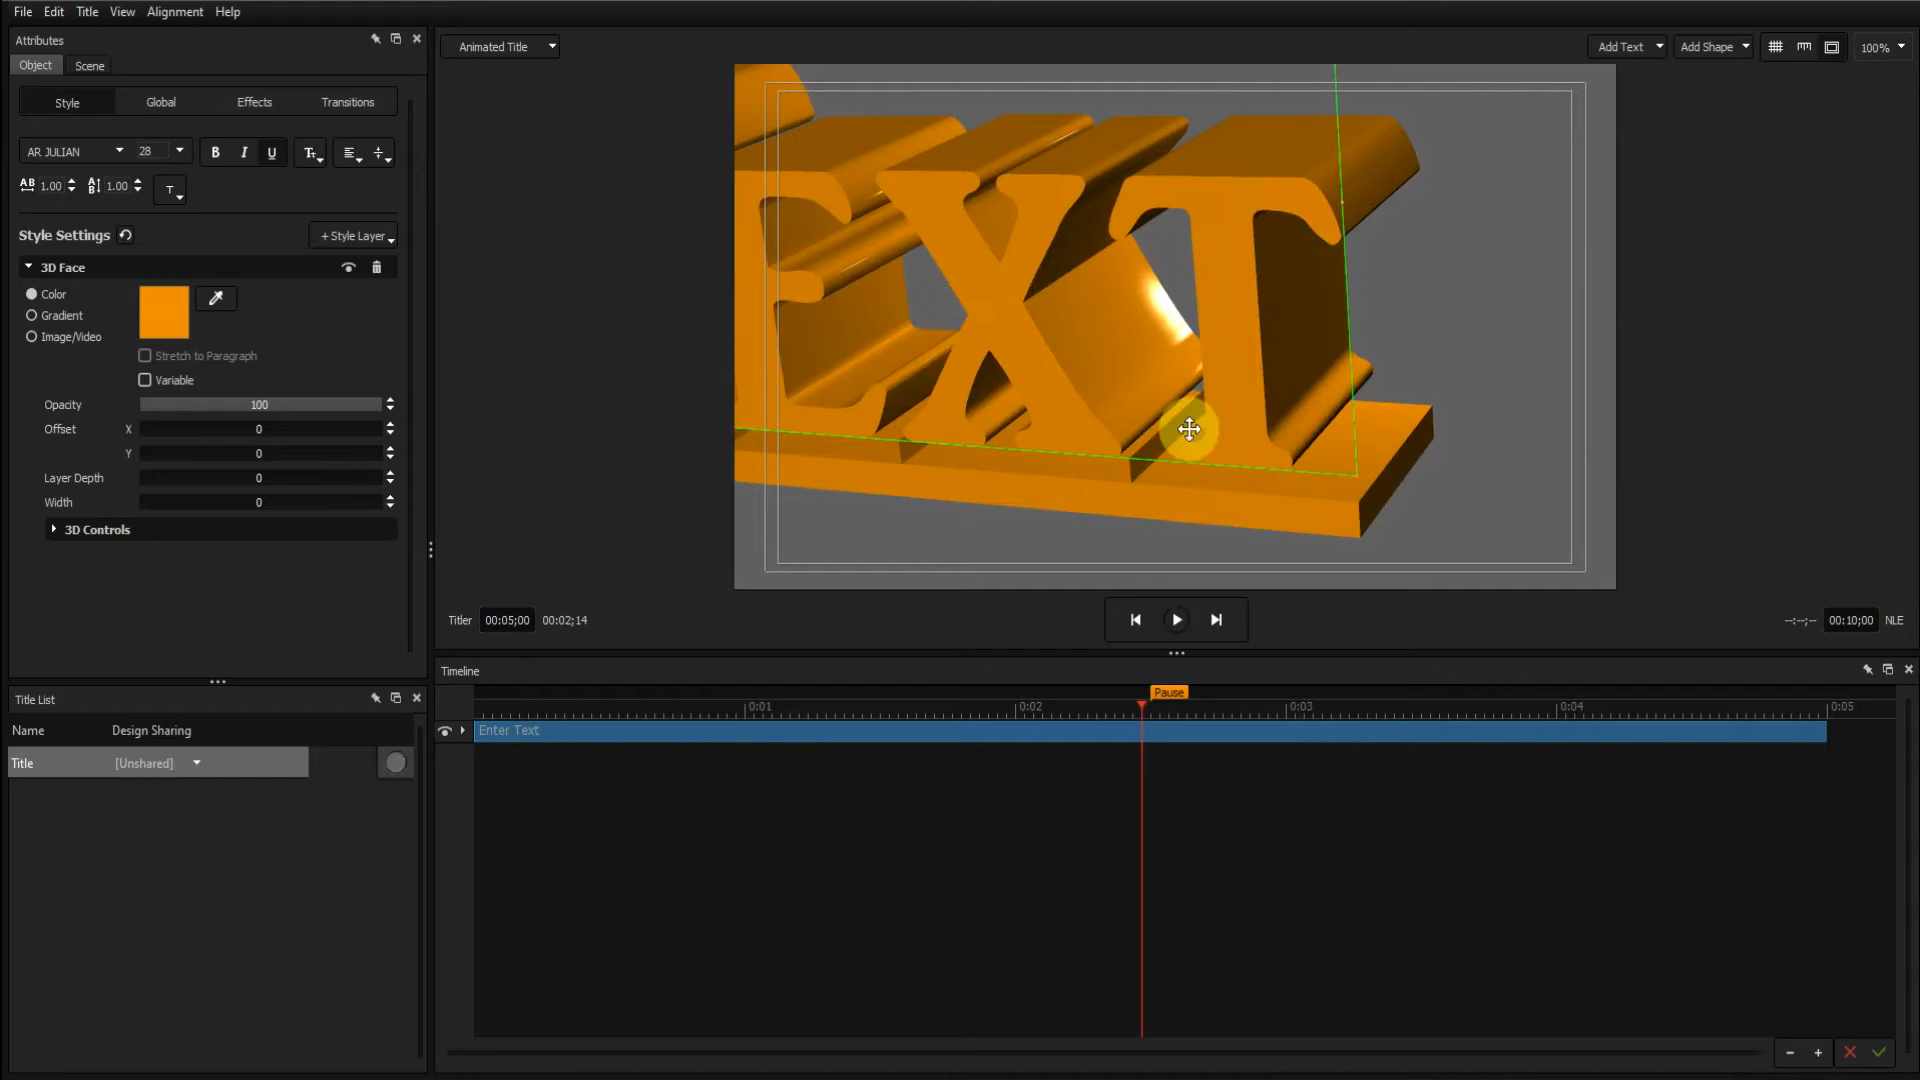 File Edit Title View Alignment Help
Attributes
Object Scene
Style Global Effects Transitions
AR JULIAN 28 B I U Tт
AB 1.00 AB 1.00 T
Style Settings + Style Layer
3D Face
Color
Gradient
Image/Video
Stretch to Paragraph
Variable
Opacity 100
Offset X 0
Y 0
Layer Depth 0
Width 0
3D Controls
Title List
Name Design Sharing
Title [Unshared]
Animated Title Add Text Add Shape 100%
EXT
Titler 00:05;00 00:02;14 --:--;-- 00:10;00 NLE
Timeline
Pause
0:01 0:02 0:03 0:04 0:05
Enter Text